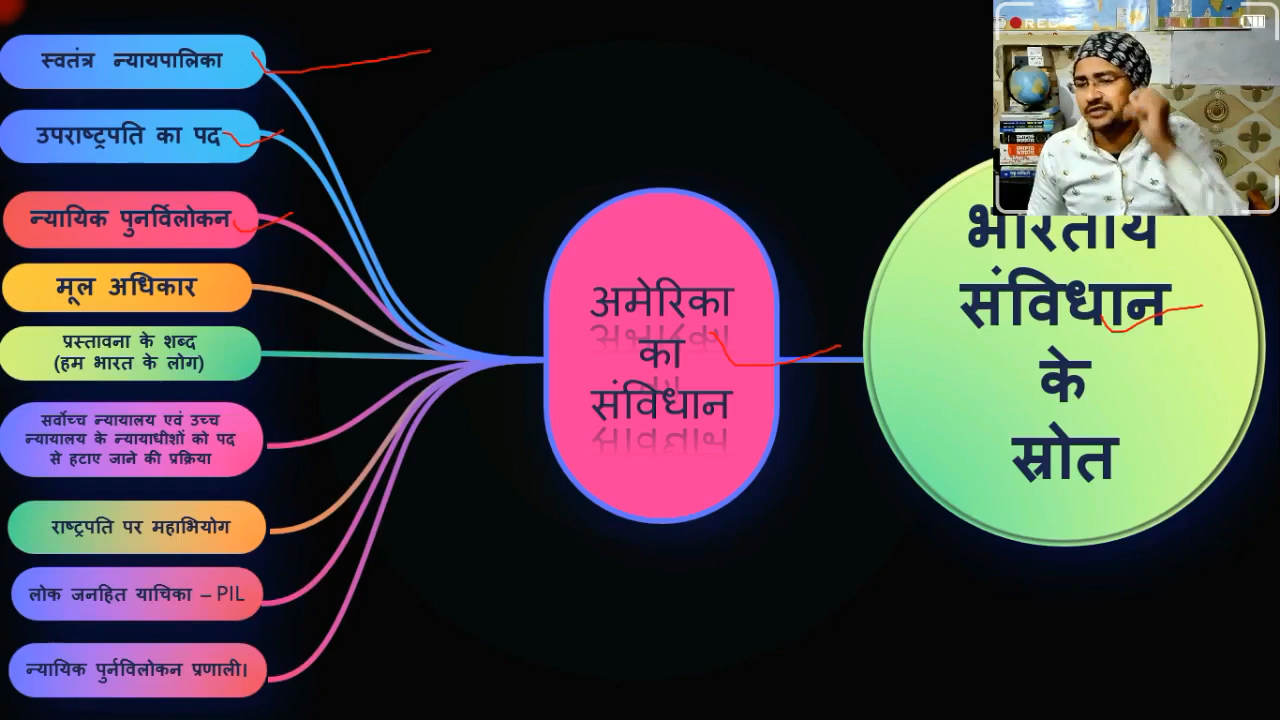 स्वतंत्र न्यायपालिका
उपराष्ट्रपति का पद
न्यायिक पुनर्विलोकन
मूल अधिकार
प्रस्तावना के शब्द
(हम भारत के लोग)
सर्वोच्च न्यायालय एवं उच्च
न्यायालय के न्यायाधीशों को पद
से हटाए जाने की प्रक्रिया
राष्ट्रपति पर महाभियोग
लोक जनहित याचिका – PIL
न्यायिक पुर्नविलोकन प्रणाली।
अमेरिका
का
संविधान
भारतीय
संविधान
के
स्रोत
REC